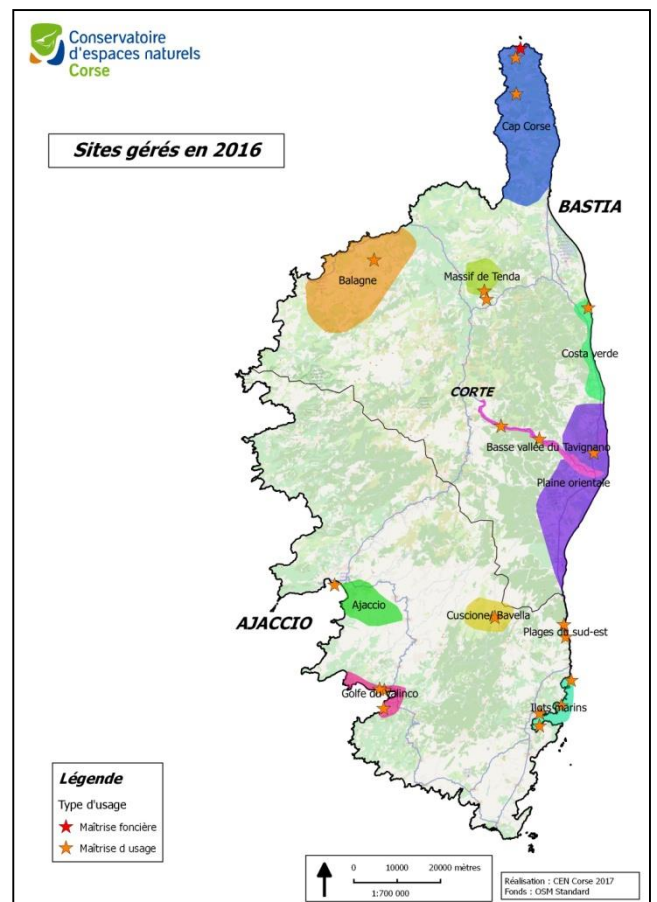 Conservatoire
d'espaces naturels
Corse
Sites gérés en 2016
Cap Corse
BASTIA
Balagne
Massif de Tenda
Costa verde
CORTE
Basse vallée du Tavignano
Plaine orientale
Ajaccio
AJACCIO
Cuscione/Bavella
Plages du sud-est
Golfe du Valinco
Ilots marins
Légende
Type d'usage
Maîtrise foncière
Maîtrise d usage
0 10000 20000 mètres
1:700 000
Réalisation : CEN Corse 2017
Fonds : OSM Standard